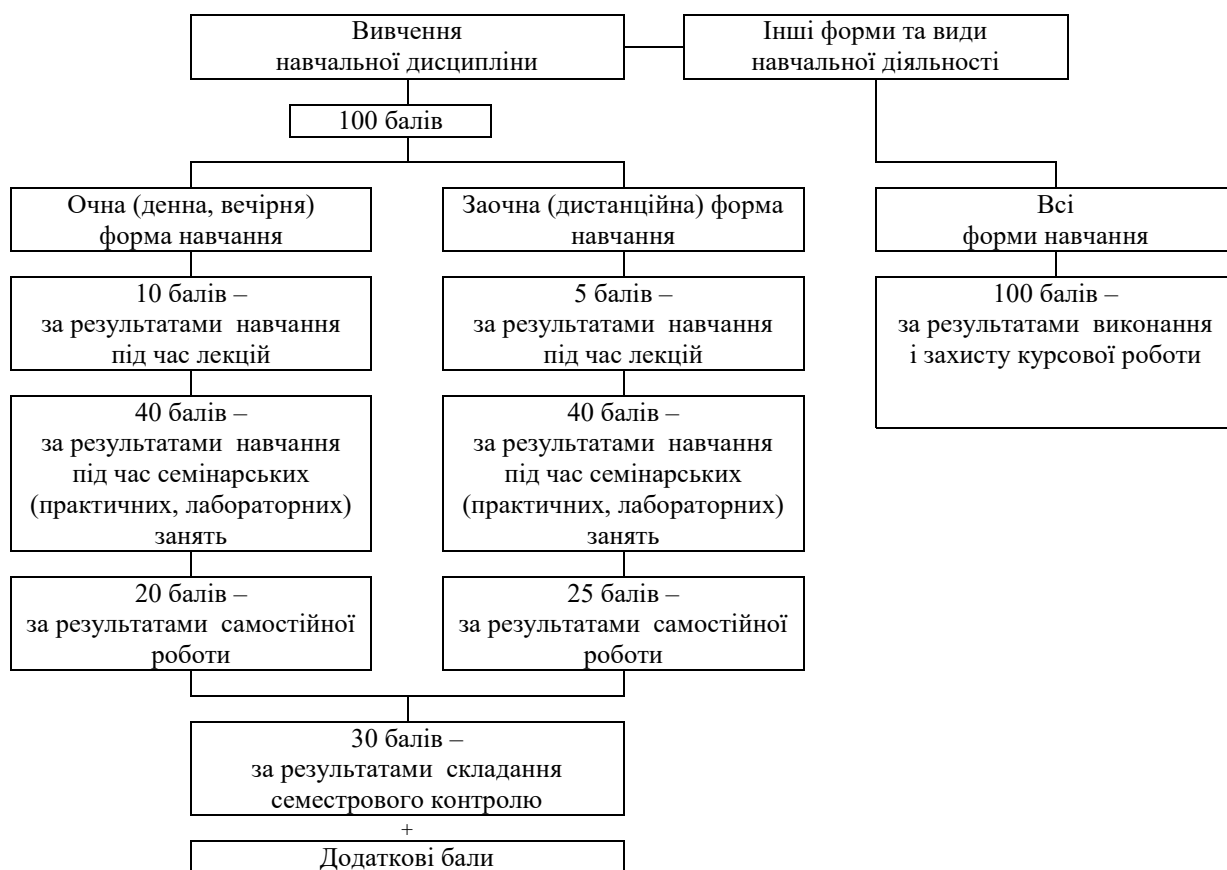 Вивчення
навчальної дисципліни
Інші форми та види
навчальної діяльності
100 балів
Очна (денна, вечірня)
форма навчання
Заочна (дистанційна) форма
навчання
Всі
форми навчання
10 балів –
за результатами навчання
під час лекцій
5 балів –
за результатами навчання
під час лекцій
100 балів –
за результатами виконання
і захисту курсової роботи
40 балів –
за результатами навчання
під час семінарських
(практичних, лабораторних)
занять
40 балів –
за результатами навчання
під час семінарських
(практичних, лабораторних)
занять
20 балів –
за результатами самостійної
роботи
25 балів –
за результатами самостійної
роботи
30 балів –
за результатами складання
семестрового контролю
+
Додаткові бали